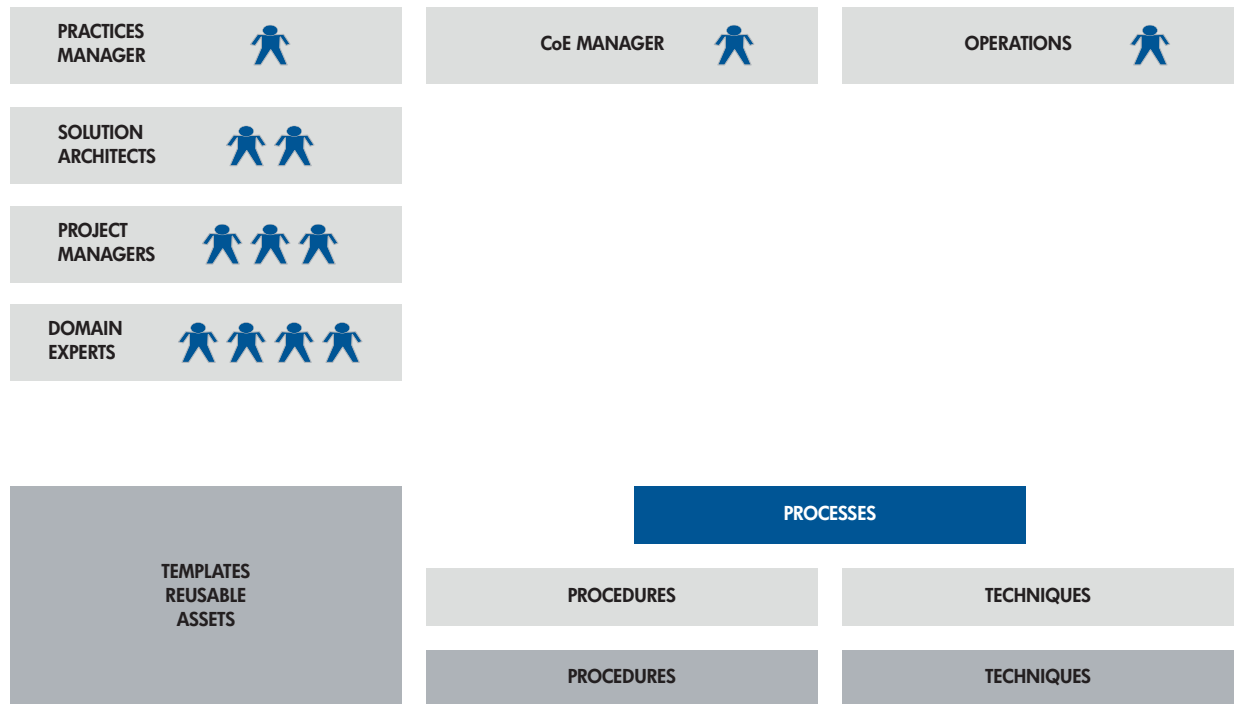 PRACTICES
MANAGER
CoE MANAGER
OPERATIONS
SOLUTION
ARCHITECTS
PROJECT
MANAGERS
DOMAIN
EXPERTS
TEMPLATES
REUSABLE
ASSETS
PROCESSES
PROCEDURES
TECHNIQUES
PROCEDURES
TECHNIQUES